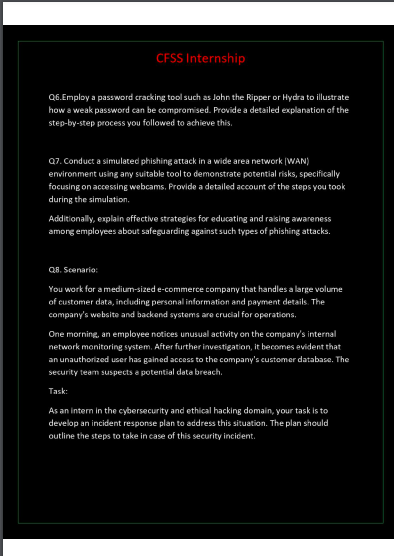 CFSS Internship
Q6.Employ a password cracking tool such as John the Ripper or Hydra to illustrate
how a weak password can be compromised. Provide a detailed explanation of the
step-by-step process you followed to achieve this.
Q7. Conduct a simulated phishing attack in a wide area network (WAN)
environment using any suitable tool to demonstrate potential risks, specifically
focusing on accessing webcams. Provide a detailed account of the steps you took
during the simulation.
Additionally, explain effective strategies for educating and raising awareness
among employees about safeguarding against such types of phishing attacks.
Q8. Scenario:
You work for a medium-sized e-commerce company that handles a large volume
of customer data, including personal information and payment details. The
company's website and backend systems are crucial for operations.
One morning, an employee notices unusual activity on the company's internal
network monitoring system. After further investigation, it becomes evident that
an unauthorized user has gained access to the company's customer database. The
security team suspects a potential data breach.
Task:
As an intern in the cybersecurity and ethical hacking domain, your task is to
develop an incident response plan to address this situation. The plan should
outline the steps to take in case of this security incident.